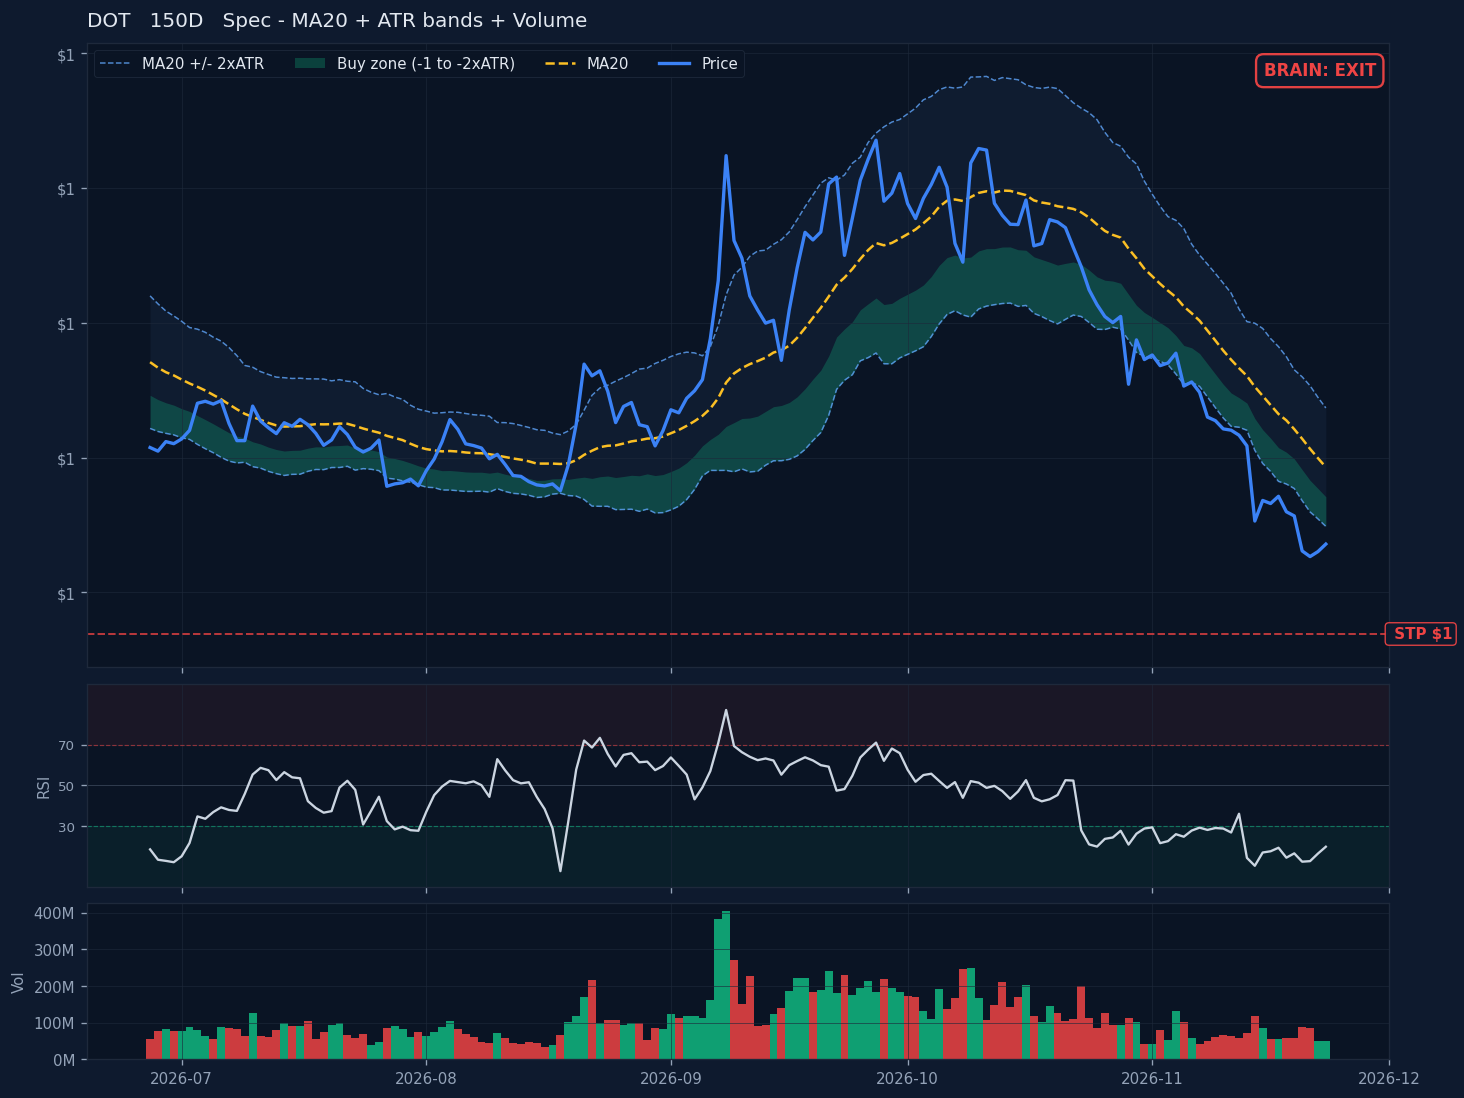 DOT   150D   Spec - MA20 + ATR bands + Volume
MA20 +/- 2xATR   Buy zone (-1 to -2xATR)   MA20   Price
BRAIN: EXIT
$1
$1
$1
$1
$1
STP $1
RSI
70
50
30
Vol
400M
300M
200M
100M
0M
2026-07   2026-08   2026-09   2026-10   2026-11   2026-12